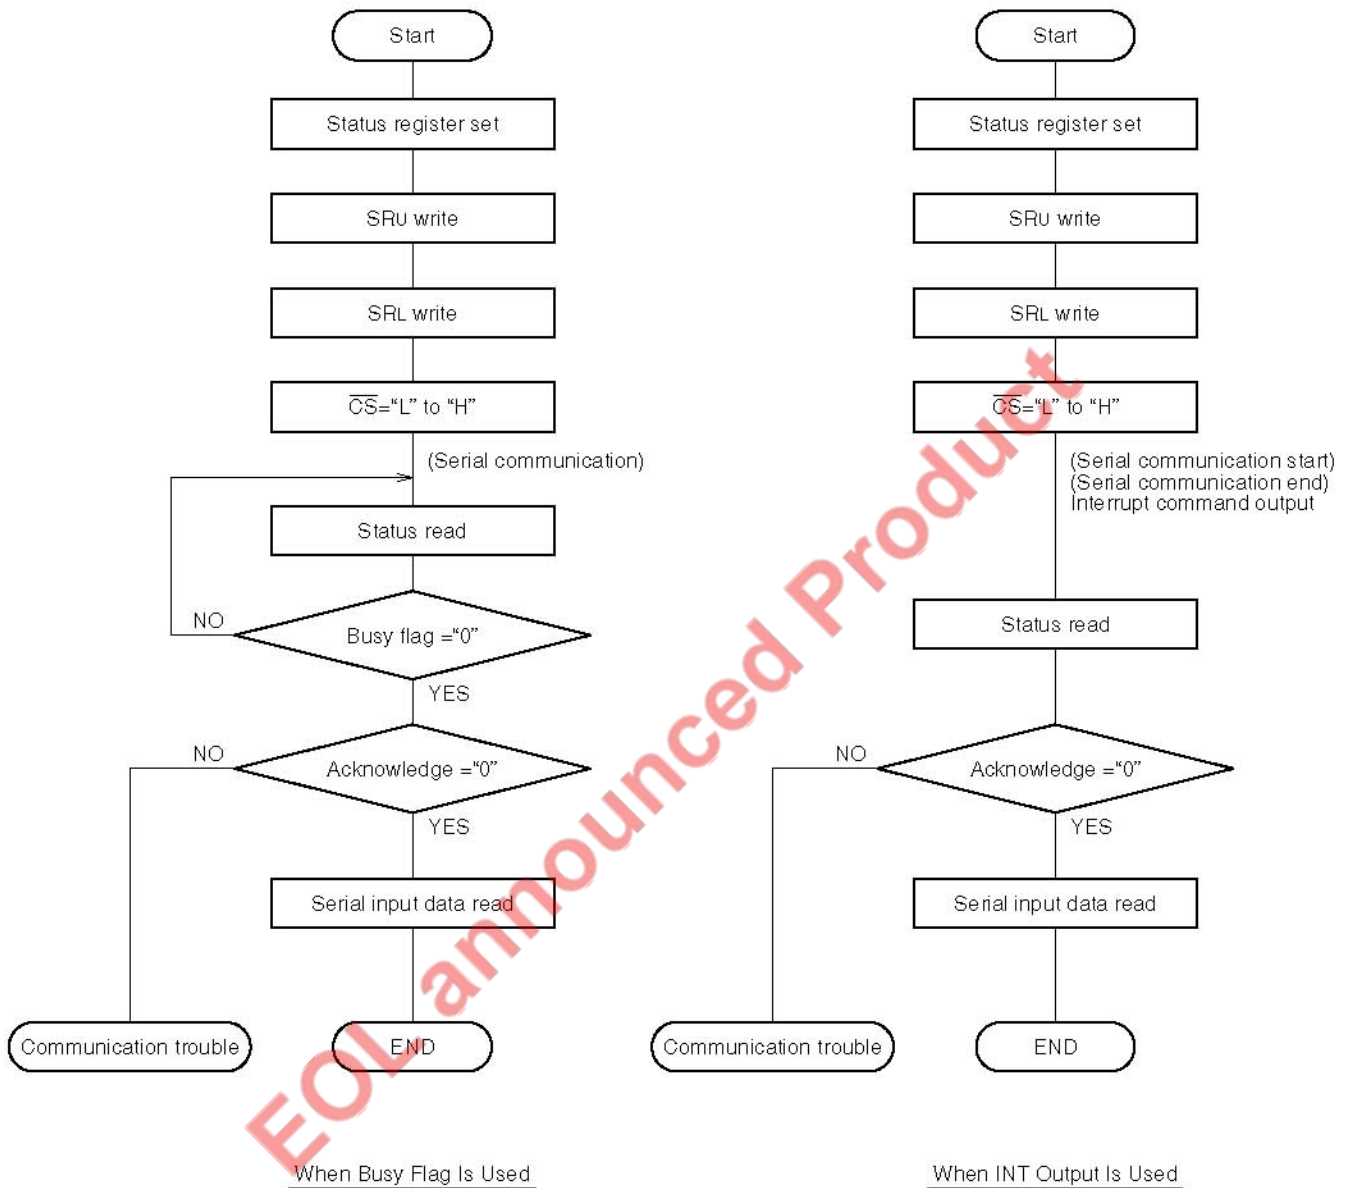 Start
Status register set
SRU write
SRL write
CS=“L” to “H”
(Serial communication)
Status read
NO
Busy flag =“0”
YES
NO
Acknowledge =“0”
YES
Serial input data read
Communication trouble
END
When Busy Flag Is Used
Start
Status register set
SRU write
SRL write
CS=“L” to “H”
(Serial communication start)
(Serial communication end)
Interrupt command output
Status read
NO
Acknowledge =“0”
YES
Serial input data read
Communication trouble
END
When INT Output Is Used
EOL announced Product